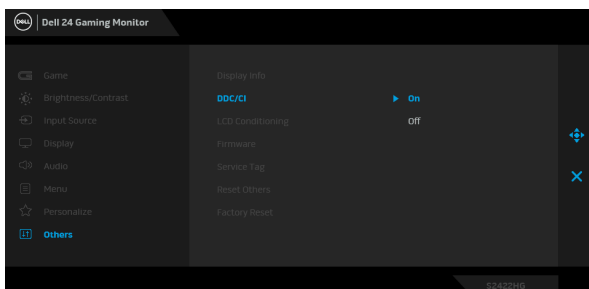 DELL Dell 24 Gaming Monitor
Game
Brightness/Contrast
Input Source
Display
Audio
Menu
Personalize
Others
Display Info
DDC/CI On
LCD Conditioning Off
Firmware
Service Tag
Reset Others
Factory Reset
S2422HG